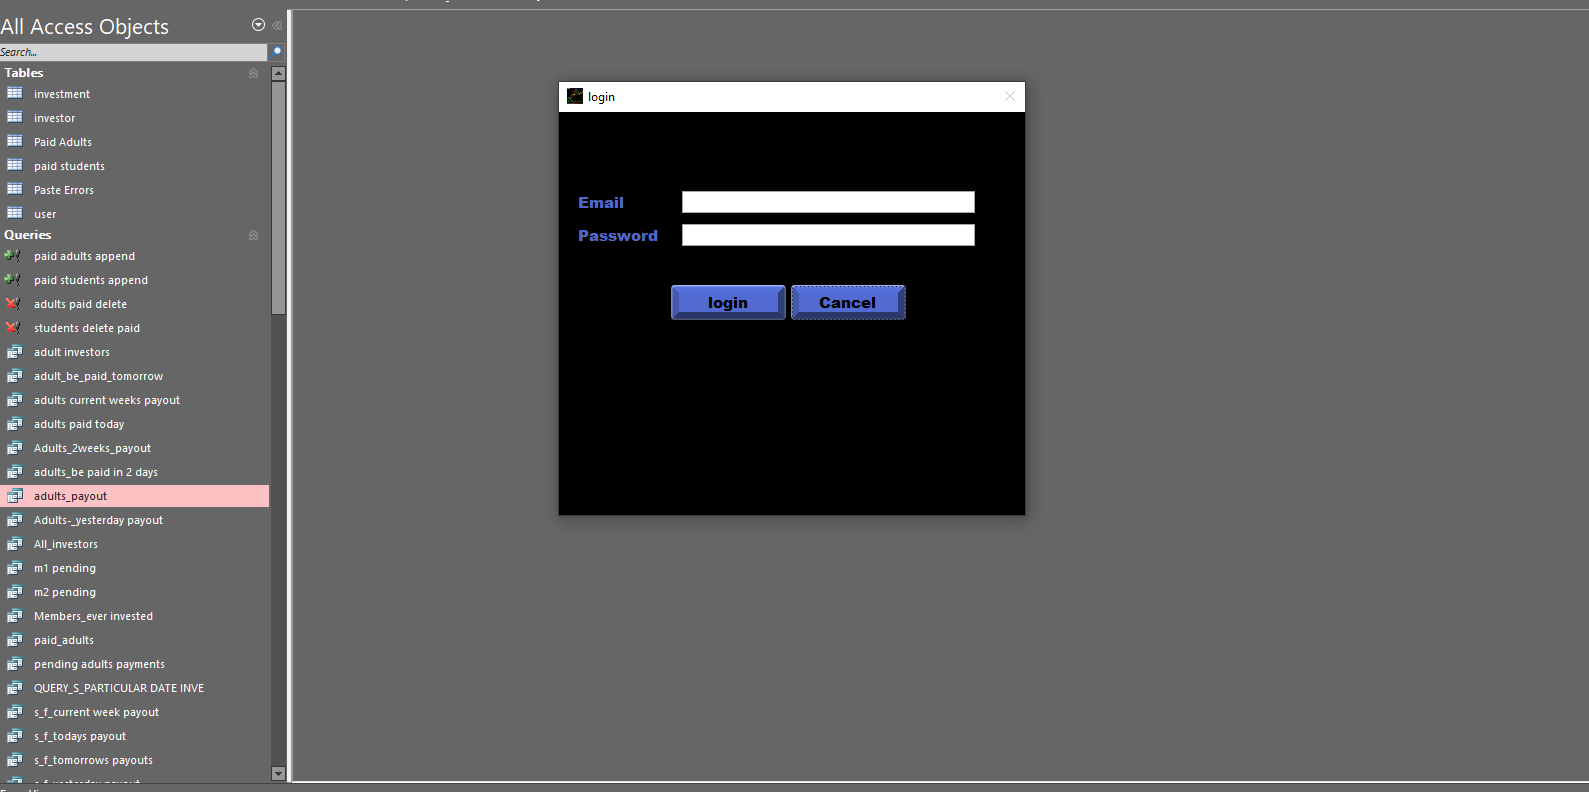 All Access Objects
Search...
Tables
investment
investor
Paid Adults
paid students
Paste Errors
user
Queries
paid adults append
paid students append
adults paid delete
students delete paid
adult investors
adult_be_paid_tomorrow
adults current weeks payout
adults paid today
Adults_2weeks_payout
adults_be paid in 2 days
adults_payout
Adults-_yesterday payout
All_investors
m1 pending
m2 pending
Members_ever invested
paid_adults
pending adults payments
QUERY_S_PARTICULAR DATE INVE
s_f_current week payout
s_f_todays payout
s_f_tomorrows payouts
login
Email
Password
login
Cancel